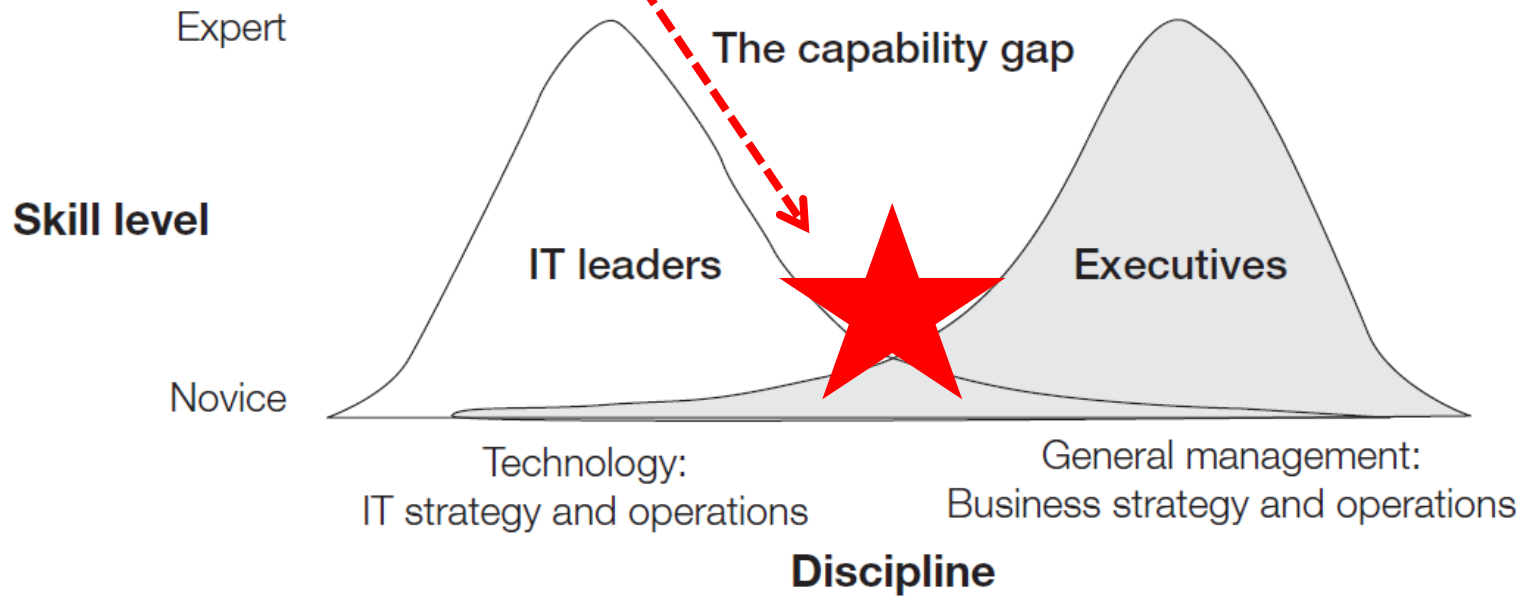 Expert
The capability gap
Skill level
IT leaders
Executives
Novice
Technology:
IT strategy and operations
General management:
Business strategy and operations
Discipline